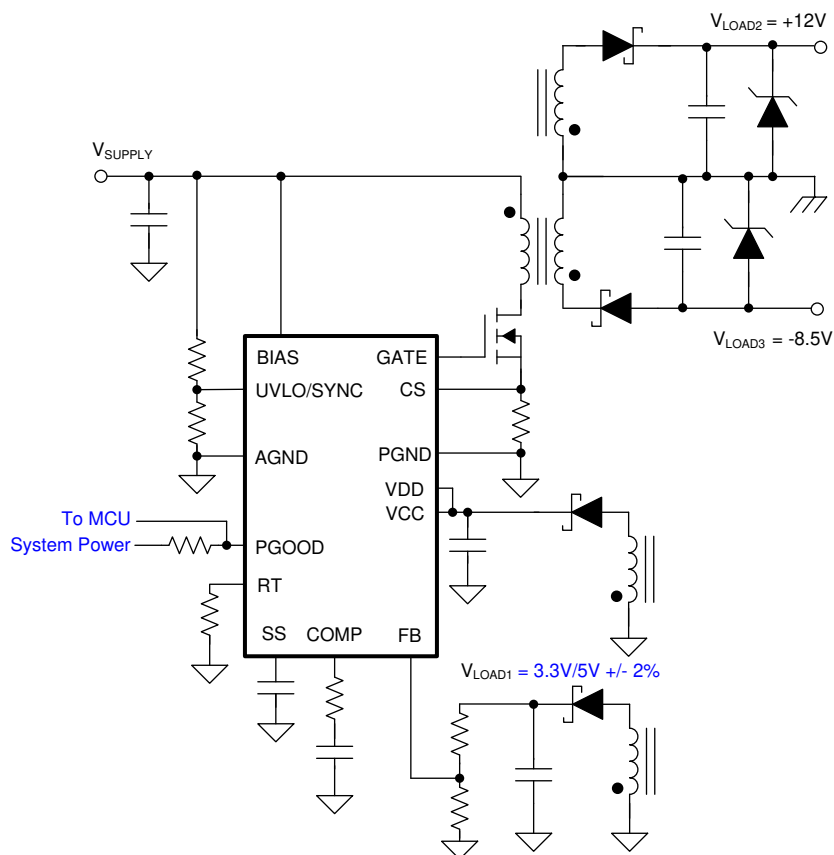 VLOAD2 = +12V
VSUPPLY
VLOAD3 = -8.5V
BIAS
GATE
UVLO/SYNC
CS
AGND
PGND
VDD
VCC
To MCU
System Power
PGOOD
RT
SS
COMP
FB
VLOAD1 = 3.3V/5V +/- 2%